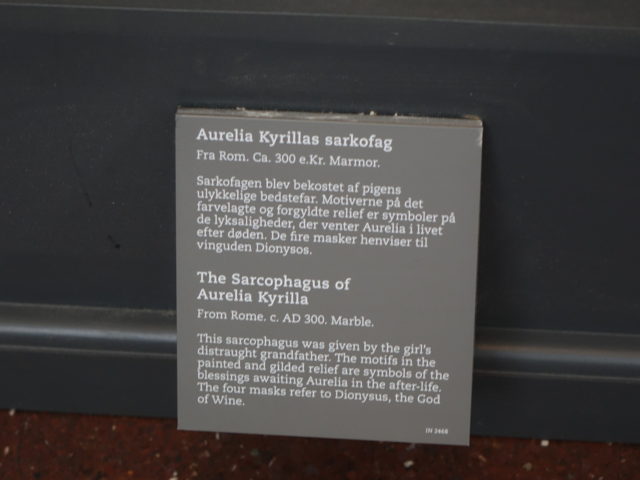 Aurelia Kyrillas sarkofag
Fra Rom. Ca. 300 e.Kr. Marmor.
Sarkofagen blev bekostet af pigens
ulykkelige bedstefar. Motiverne på det
farvelagte og forgyldte relief er symboler på
de lyksaligheder, der venter Aurelia i livet
efter døden. De fire masker henviser til
vinguden Dionysos.
The Sarcophagus of
Aurelia Kyrilla
From Rome. c. AD 300. Marble.
This sarcophagus was given by the girl's
distraught grandfather. The motifs in the
painted and gilded relief are symbols of the
blessings awaiting Aurelia in the after-life.
The four masks refer to Dionysus, the God
of Wine.
IN 2468